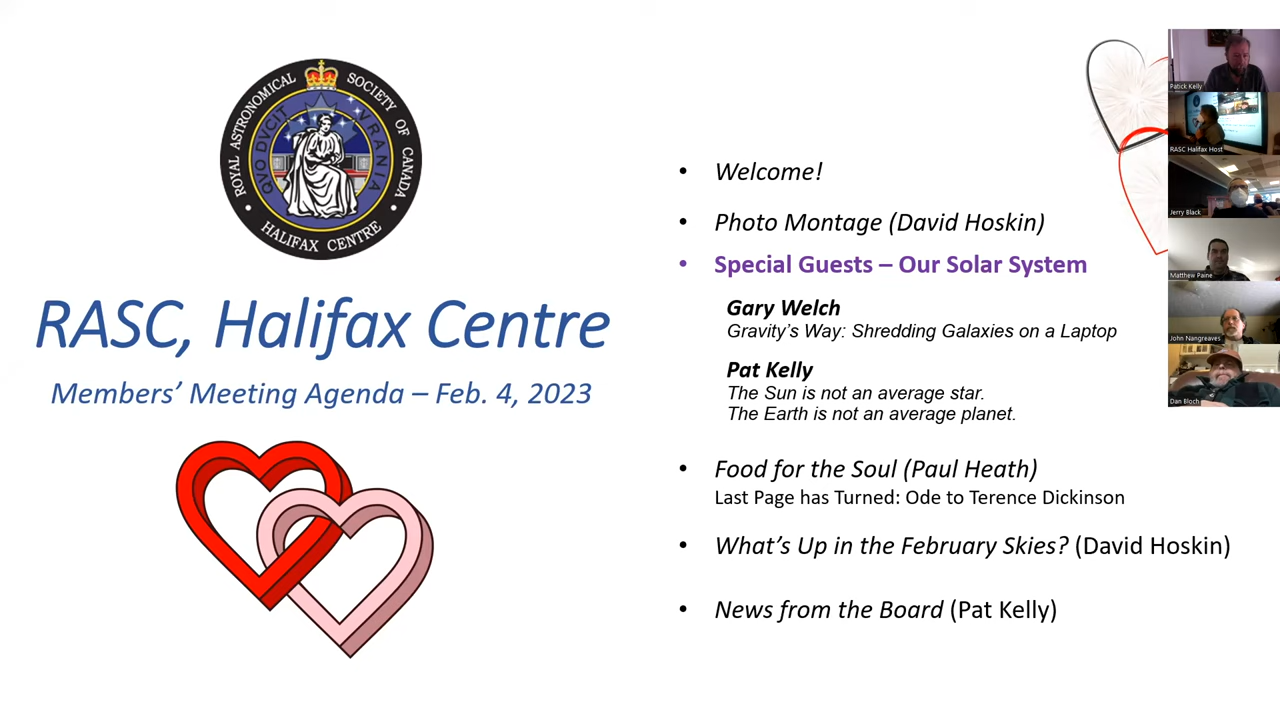 ROYAL ASTRONOMICAL SOCIETY OF CANADA
QVO DVCIT VRANIA
• HALIFAX CENTRE •
RASC, Halifax Centre
Members’ Meeting Agenda – Feb. 4, 2023
• Welcome!
• Photo Montage (David Hoskin)
• Special Guests – Our Solar System
Gary Welch
Gravity’s Way: Shredding Galaxies on a Laptop
Pat Kelly
The Sun is not an average star.
The Earth is not an average planet.
• Food for the Soul (Paul Heath)
Last Page has Turned: Ode to Terence Dickinson
• What’s Up in the February Skies? (David Hoskin)
• News from the Board (Pat Kelly)
Patick Kelly
RASC Halifax Host
Jerry Black
Matthew Paine
John Nangreaves
Dan Bloch